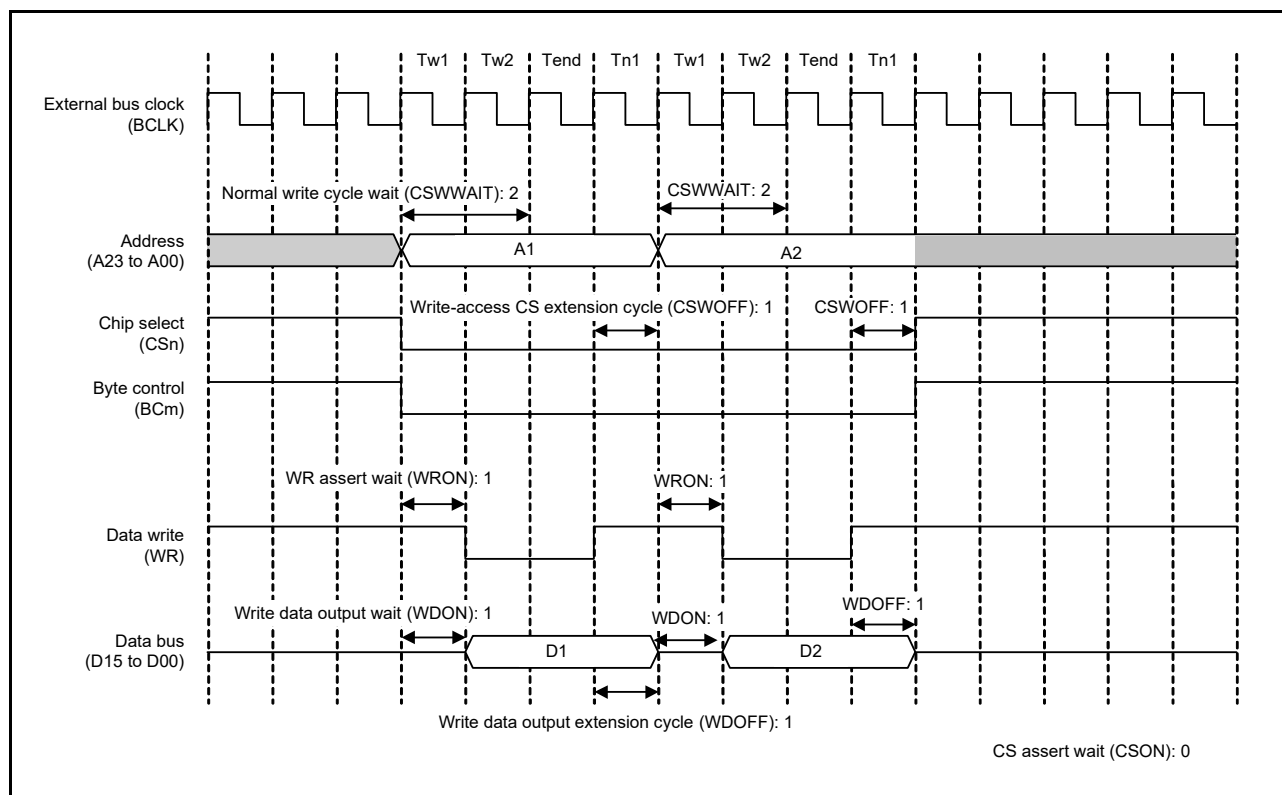 Tw1 Tw2 Tend Tn1 Tw1 Tw2 Tend Tn1
External bus clock
(BCLK)
Normal write cycle wait (CSWWAIT): 2
CSWWAIT: 2
Address
(A23 to A00)
A1
A2
Write-access CS extension cycle (CSWOFF): 1
CSWOFF: 1
Chip select
(CSn)
Byte control
(BCm)
WR assert wait (WRON): 1
WRON: 1
Data write
(WR)
Write data output wait (WDON): 1
WDON: 1
WDOFF: 1
Data bus
(D15 to D00)
D1
D2
Write data output extension cycle (WDOFF): 1
CS assert wait (CSON): 0